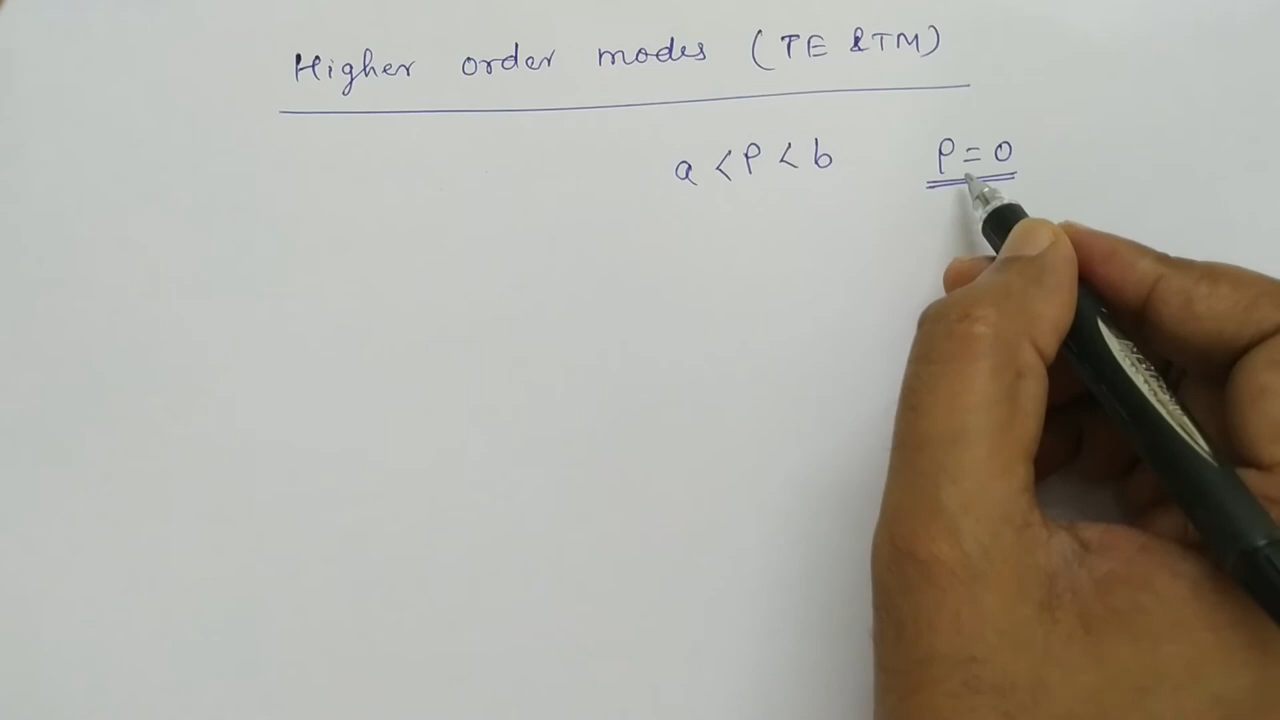 Higher order modes (TE & TM)
a < ρ < b ρ = 0